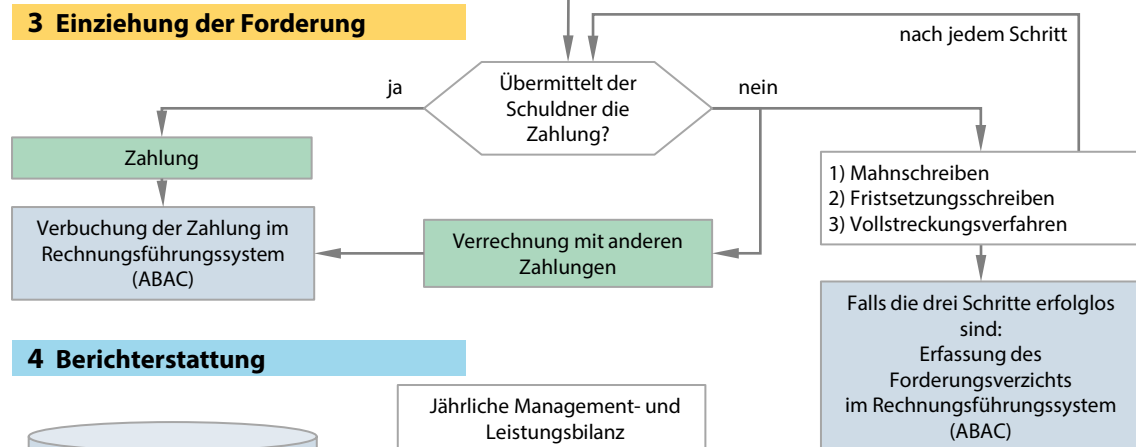 3 Einziehung der Forderung
nach jedem Schritt
ja
Übermittelt der
Schuldner die
Zahlung?
nein
Zahlung
1) Mahnschreiben
2) Fristsetzungsschreiben
3) Vollstreckungsverfahren
Verbuchung der Zahlung im
Rechnungsführungssystem
(ABAC)
Verrechnung mit anderen
Zahlungen
Falls die drei Schritte erfolglos
sind:
Erfassung des
Forderungsverzichts
im Rechnungsführungssystem
(ABAC)
4 Berichterstattung
Jährliche Management- und
Leistungsbilanz